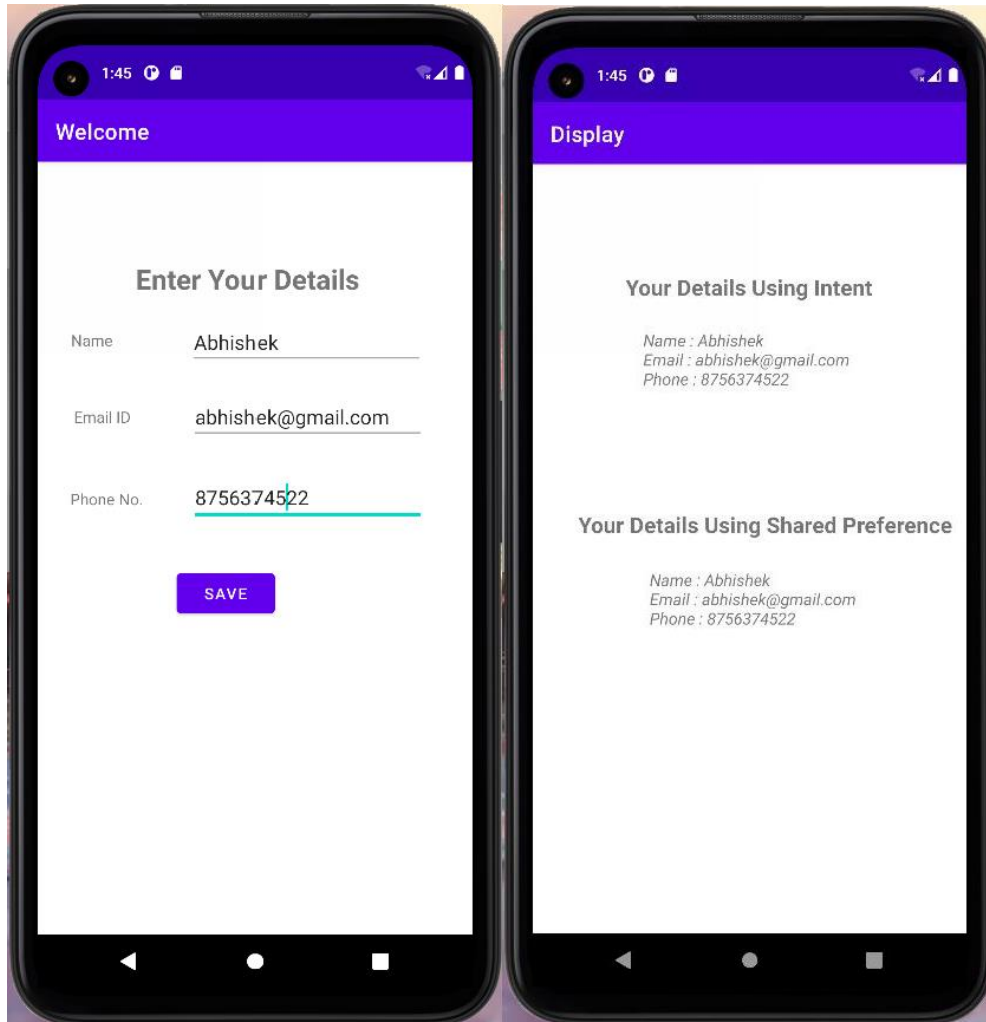 1:45
Welcome
Enter Your Details
Name Abhishek
Email ID abhishek@gmail.com
Phone No. 8756374522
SAVE
1:45
Display
Your Details Using Intent
Name : Abhishek
Email : abhishek@gmail.com
Phone : 8756374522
Your Details Using Shared Preference
Name : Abhishek
Email : abhishek@gmail.com
Phone : 8756374522